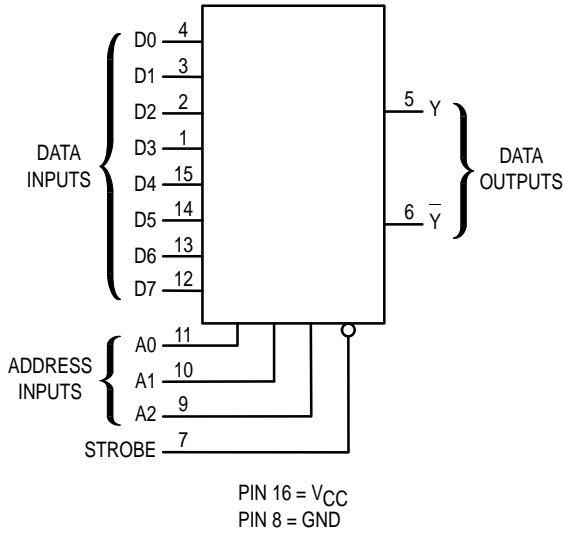 D0 4
D1 3
D2 2
D3 1
D4 15
D5 14
D6 13
D7 12
DATA
INPUTS
5 Y
6 Y̅
DATA
OUTPUTS
A0 11
A1 10
A2 9
ADDRESS
INPUTS
STROBE 7
PIN 16 = VCC
PIN 8 = GND